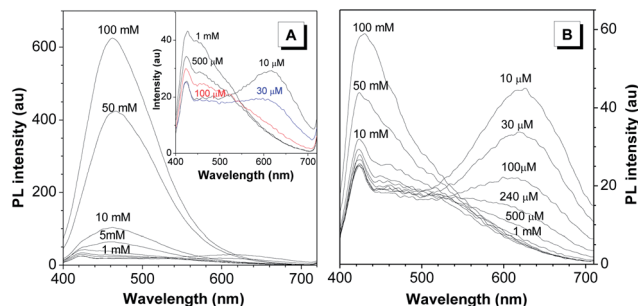 A
100 mM
50 mM
10 mM
5mM
1 mM
600
400
200
0
400 500 600 700
PL intensity (au)
Wavelength (nm)
1 mM
500 μM
100 μM
10 μM
30 μM
60
40
20
0
400 500 600 700
Intensity (au)
Wavelength (nm)
B
100 mM
50 mM
10 mM
10 μM
30 μM
100μM
240 μM
500 μM
1 mM
60
40
20
0
400 500 600 700
PL intensity (au)
Wavelength (nm)